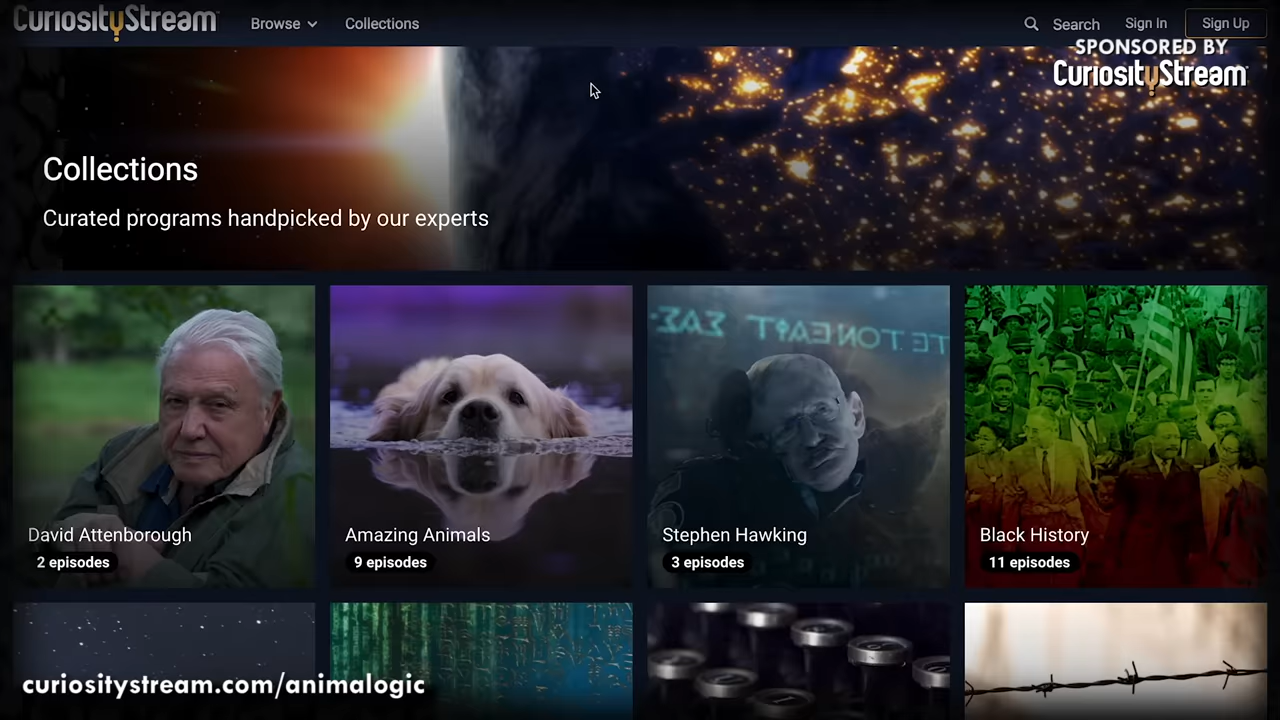 CuriosityStream
Browse
Collections
Search
Sign In
Sign Up
SPONSORED BY
CuriosityStream
Collections
Curated programs handpicked by our experts
David Attenborough
2 episodes
Amazing Animals
9 episodes
Stephen Hawking
3 episodes
Black History
11 episodes
curiositystream.com/animalogic